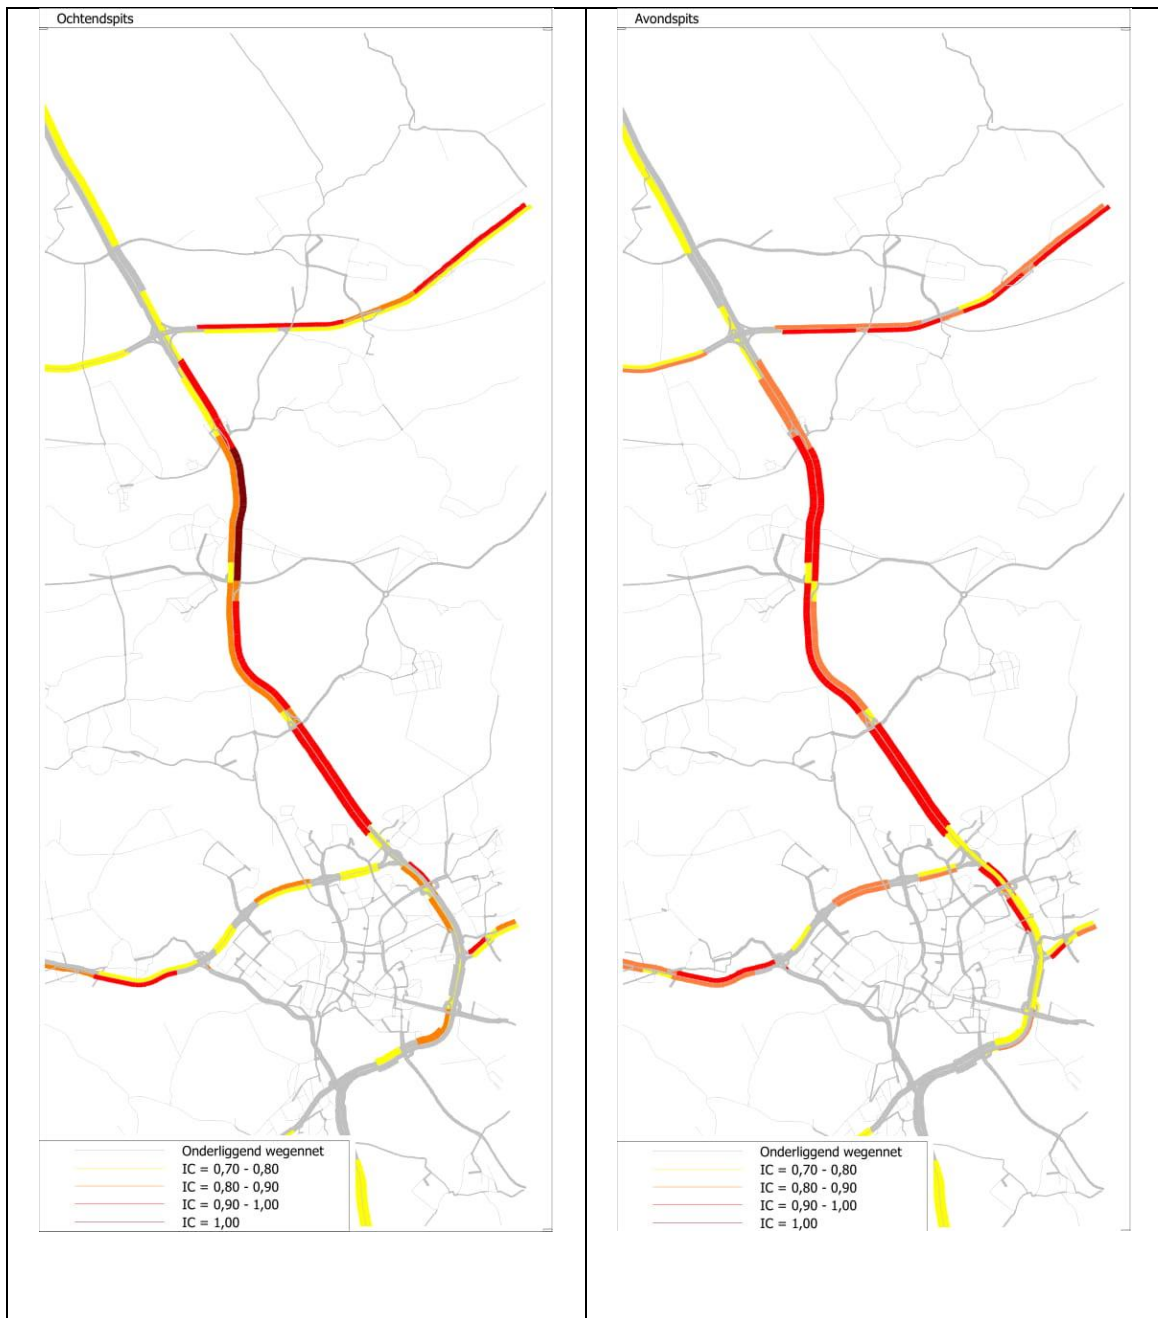 Ochtendspits
Onderliggend wegennet
IC = 0,70 - 0,80
IC = 0,80 - 0,90
IC = 0,90 - 1,00
IC = 1,00
Avondspits
Onderliggend wegennet
IC = 0,70 - 0,80
IC = 0,80 - 0,90
IC = 0,90 - 1,00
IC = 1,00